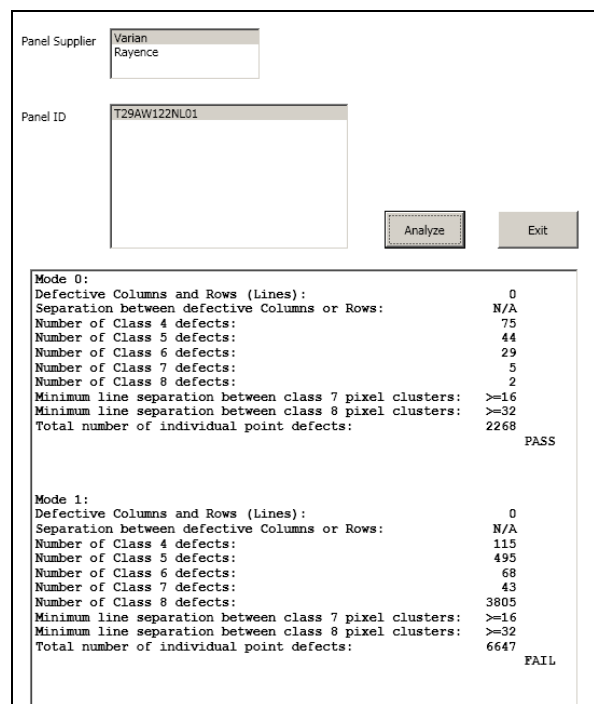 Panel Supplier
Varian
Rayence
Panel ID
T29AW122NL01
Analyze
Exit
Mode 0:
Defective Columns and Rows (Lines): 0
Separation between defective Columns or Rows: N/A
Number of Class 4 defects: 75
Number of Class 5 defects: 44
Number of Class 6 defects: 29
Number of Class 7 defects: 5
Number of Class 8 defects: 2
Minimum line separation between class 7 pixel clusters: >=16
Minimum line separation between class 8 pixel clusters: >=32
Total number of individual point defects: 2268
PASS
Mode 1:
Defective Columns and Rows (Lines): 0
Separation between defective Columns or Rows: N/A
Number of Class 4 defects: 115
Number of Class 5 defects: 495
Number of Class 6 defects: 68
Number of Class 7 defects: 43
Number of Class 8 defects: 3805
Minimum line separation between class 7 pixel clusters: >=16
Minimum line separation between class 8 pixel clusters: >=32
Total number of individual point defects: 6647
FAIL